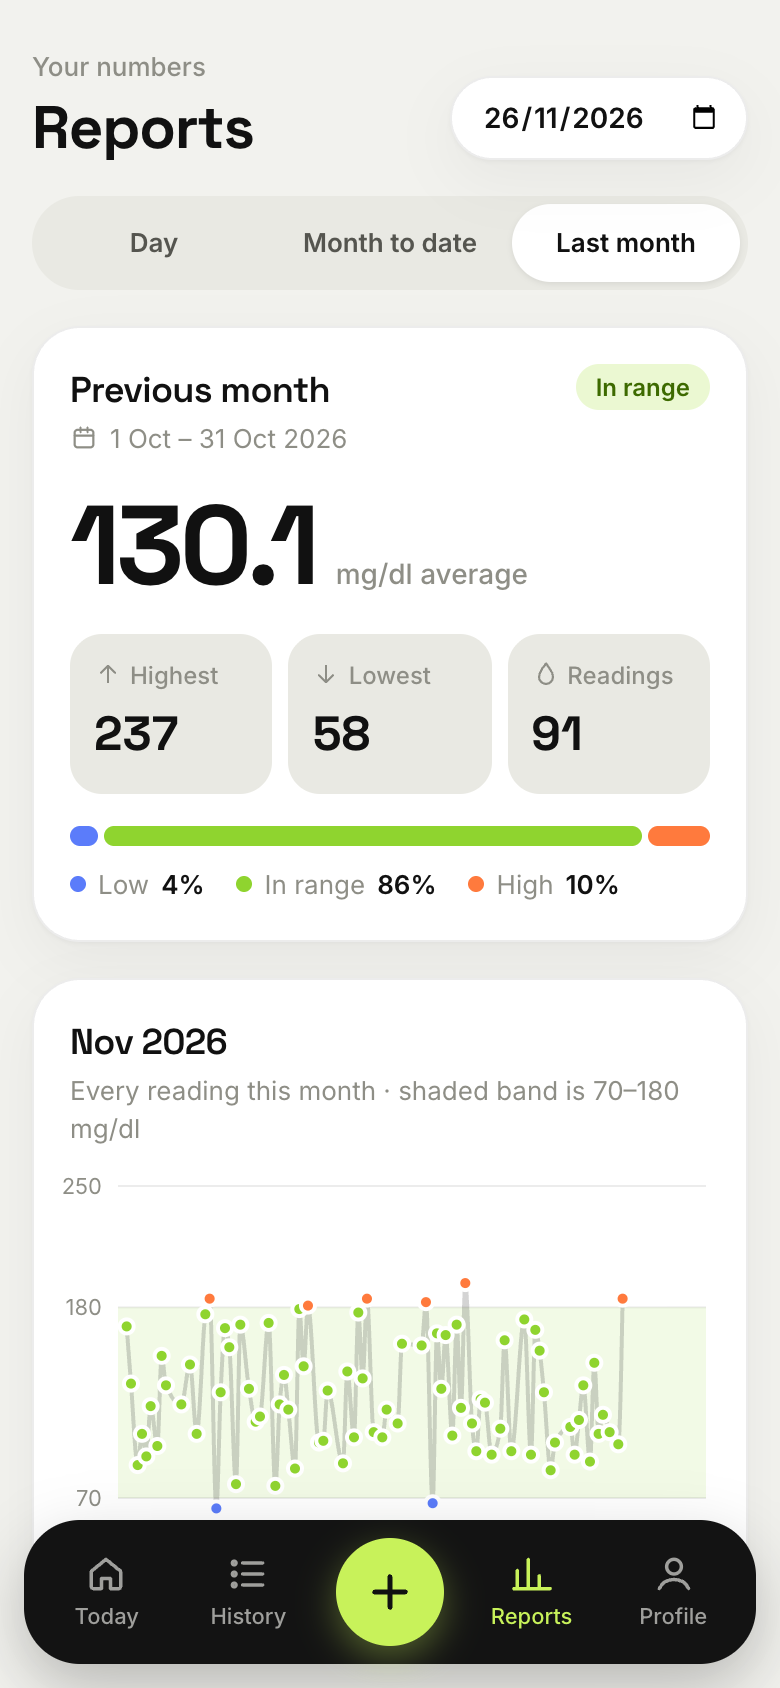 Your numbers
Reports
26/11/2026
Day
Month to date
Last month
Previous month
In range
1 Oct – 31 Oct 2026
130.1 mg/dl average
Highest
Lowest
Readings
237
58
91
Low 4%
In range 86%
High 10%
Nov 2026
Every reading this month · shaded band is 70–180
mg/dl
250
180
70
Today
History
Reports
Profile